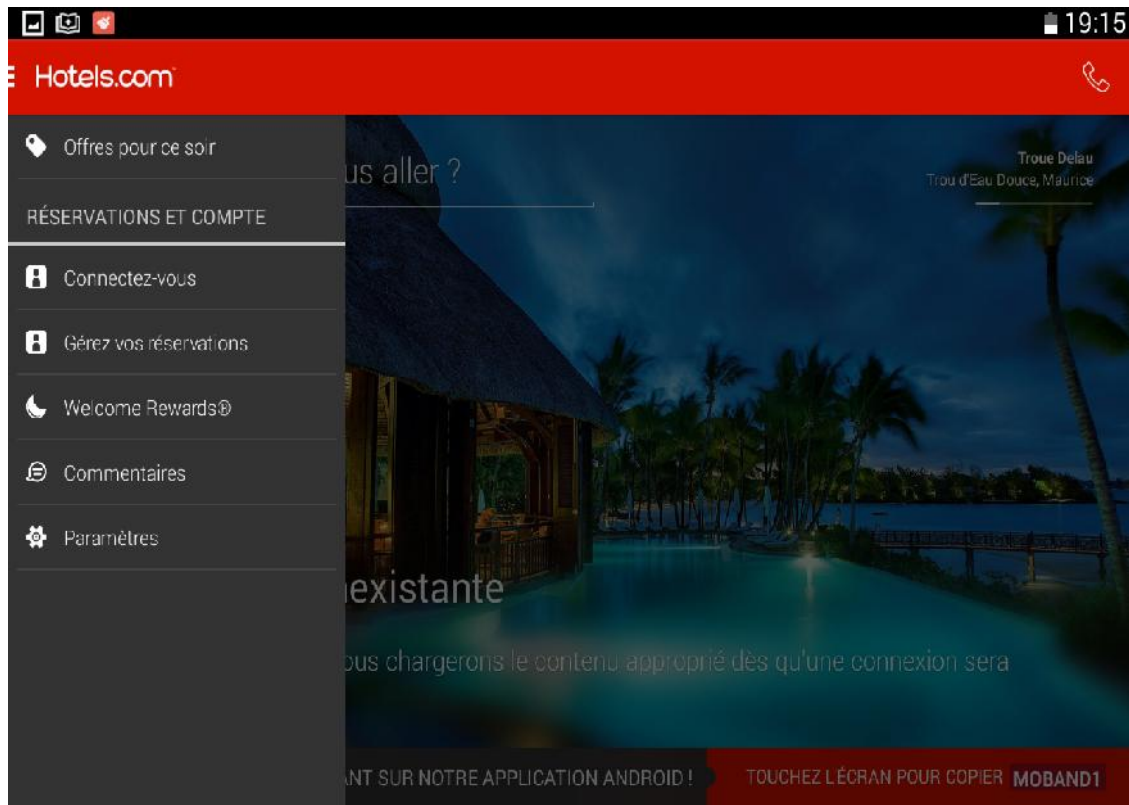 19:15
Hotels.com
Offres pour ce soir
RÉSERVATIONS ET COMPTE
Connectez-vous
Gérez vos réservations
Welcome Rewards®
Commentaires
Paramètres
us aller ?
Troue Delau
Trou d'Eau Douce, Maurice
existante
ous chargerons le contenu approprié dès qu'une connexion sera
ANT SUR NOTRE APPLICATION ANDROID !
TOUCHEZ L'ÉCRAN POUR COPIER MOBAND1